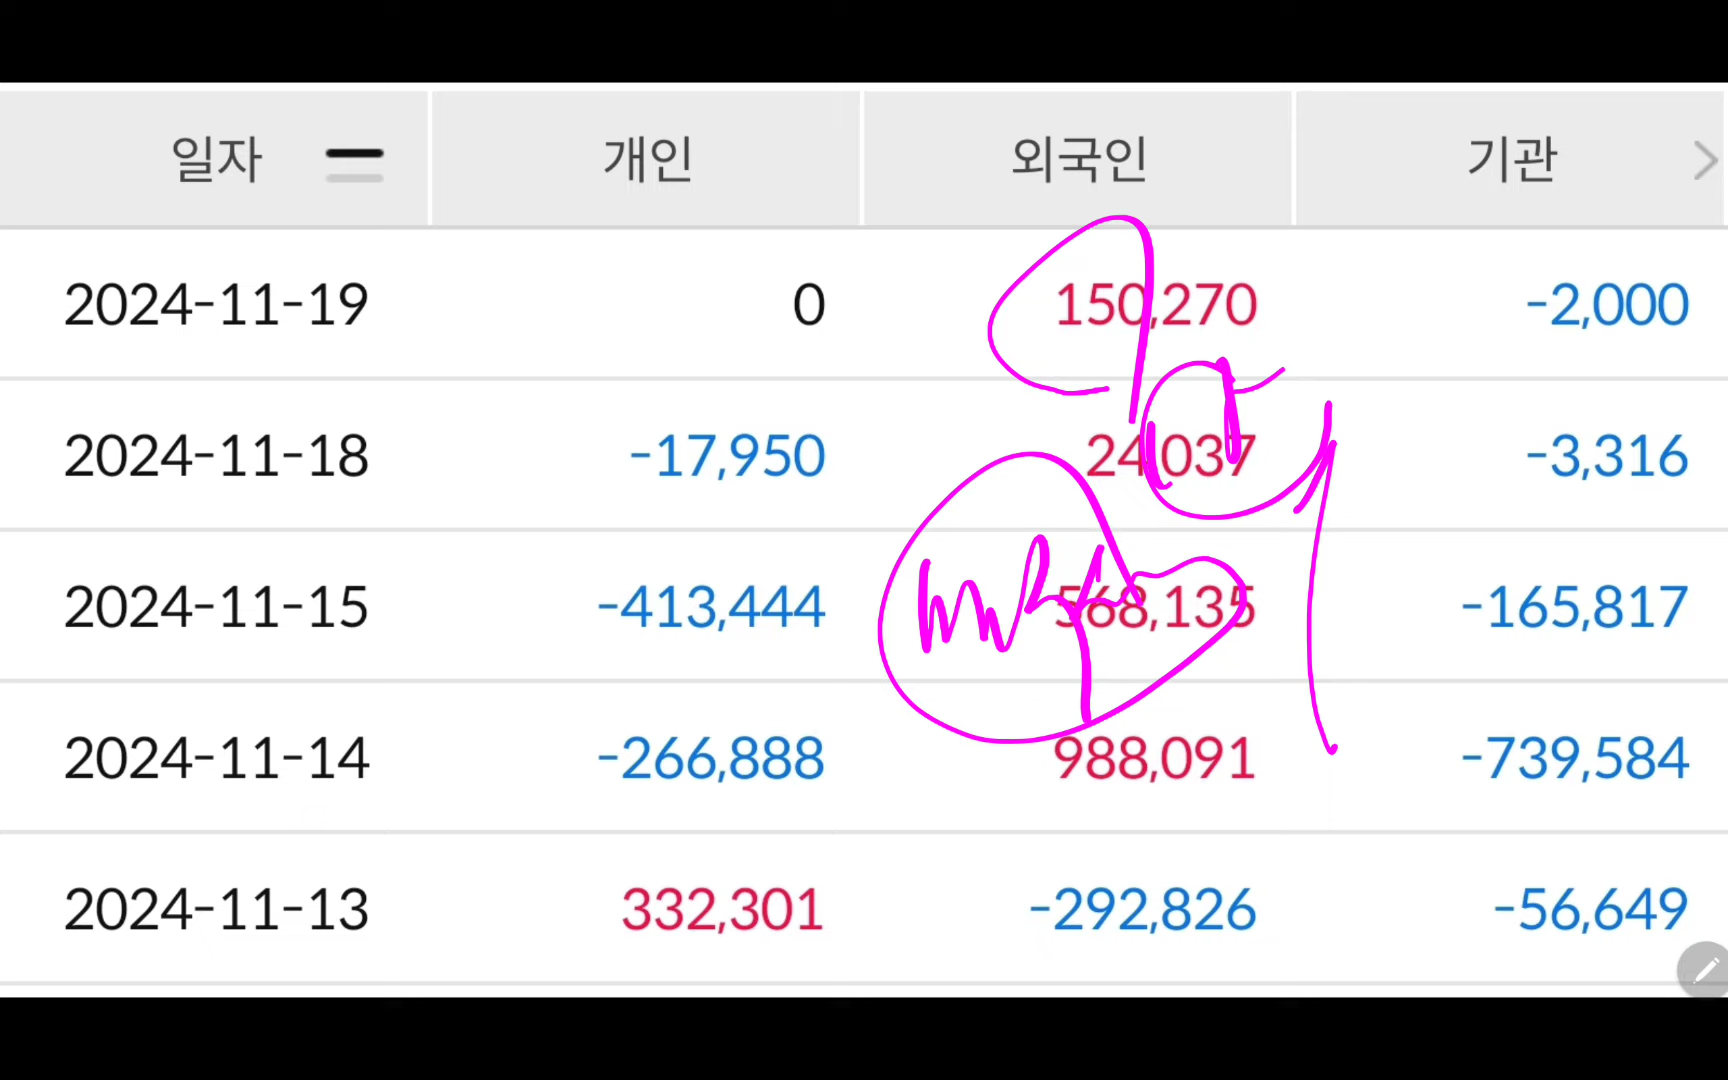 일자 개인 외국인 기관
2024-11-19 0 150,270 -2,000
2024-11-18 -17,950 24,037 -3,316
2024-11-15 -413,444 568,135 -165,817
2024-11-14 -266,888 988,091 -739,584
2024-11-13 332,301 -292,826 -56,649